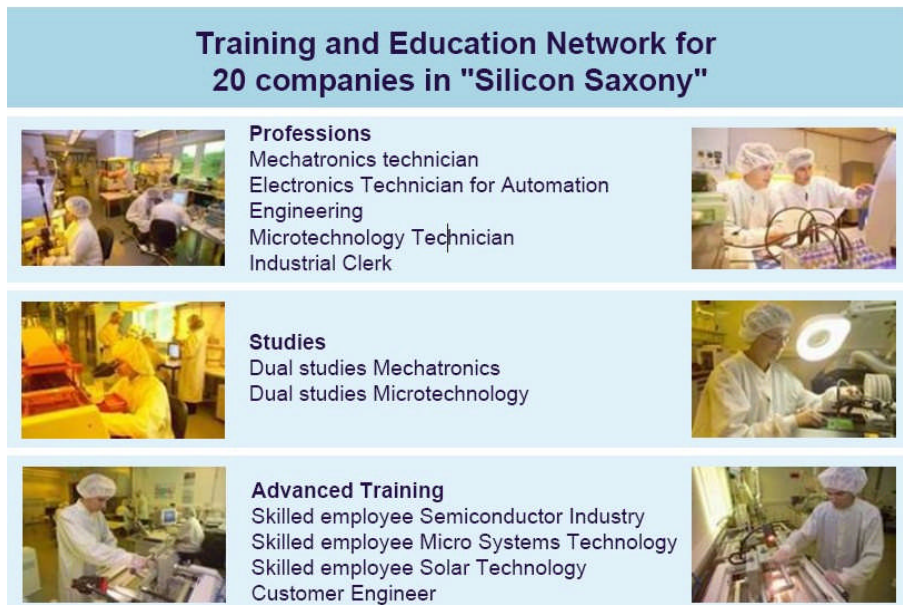 Training and Education Network for
20 companies in "Silicon Saxony"
Professions
Mechatronics technician
Electronics Technician for Automation
Engineering
Microtechnology Technician
Industrial Clerk
Studies
Dual studies Mechatronics
Dual studies Microtechnology
Advanced Training
Skilled employee Semiconductor Industry
Skilled employee Micro Systems Technology
Skilled employee Solar Technology
Customer Engineer